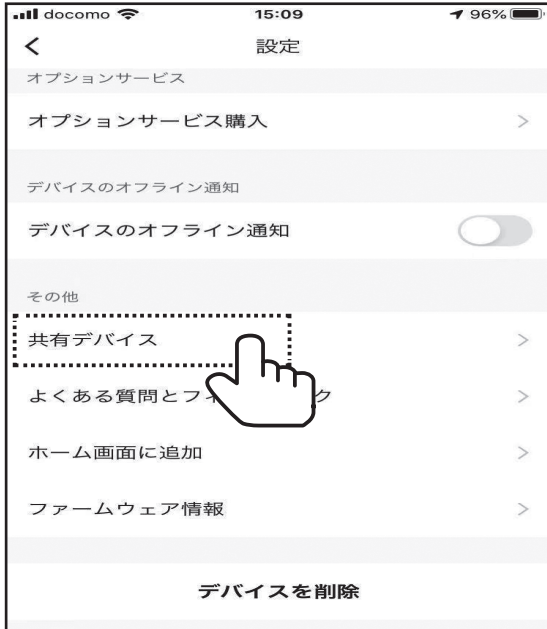 docomo 15:09 96%
設定
オプションサービス
オプションサービス購入
デバイスのオフライン通知
デバイスのオフライン通知
その他
共有デバイス
よくある質問とフィ ク
ホーム画面に追加
ファームウェア情報
デバイスを削除